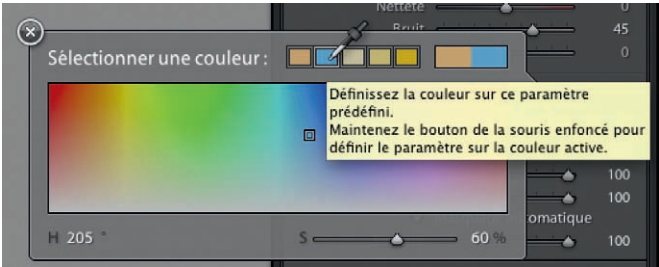 Netteté 0
Bruit 45
0
Sélectionner une couleur :
Définissez la couleur sur ce paramètre
prédéfini.
Maintenez le bouton de la souris enfoncé pour
définir le paramètre sur la couleur active.
100
100
omatique
H 205 °
S 60 %
100